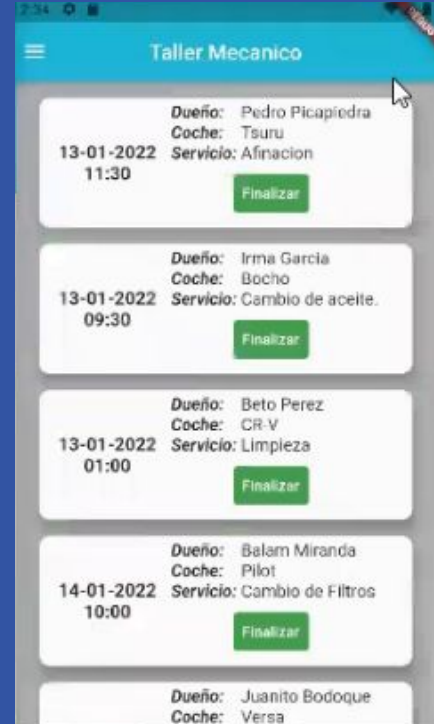 2:34
DEBUG
Taller Mecanico
Dueño: Pedro Picapiedra
Coche: Tsuru
13-01-2022 Servicio: Afinacion
11:30
Finalizar
Dueño: Irma Garcia
Coche: Bocho
13-01-2022 Servicio: Cambio de aceite.
09:30
Finalizar
Dueño: Beto Perez
Coche: CR-V
13-01-2022 Servicio: Limpieza
01:00
Finalizar
Dueño: Balam Miranda
Coche: Pilot
14-01-2022 Servicio: Cambio de Filtros
10:00
Finalizar
Dueño: Juanito Bodoque
Coche: Versa